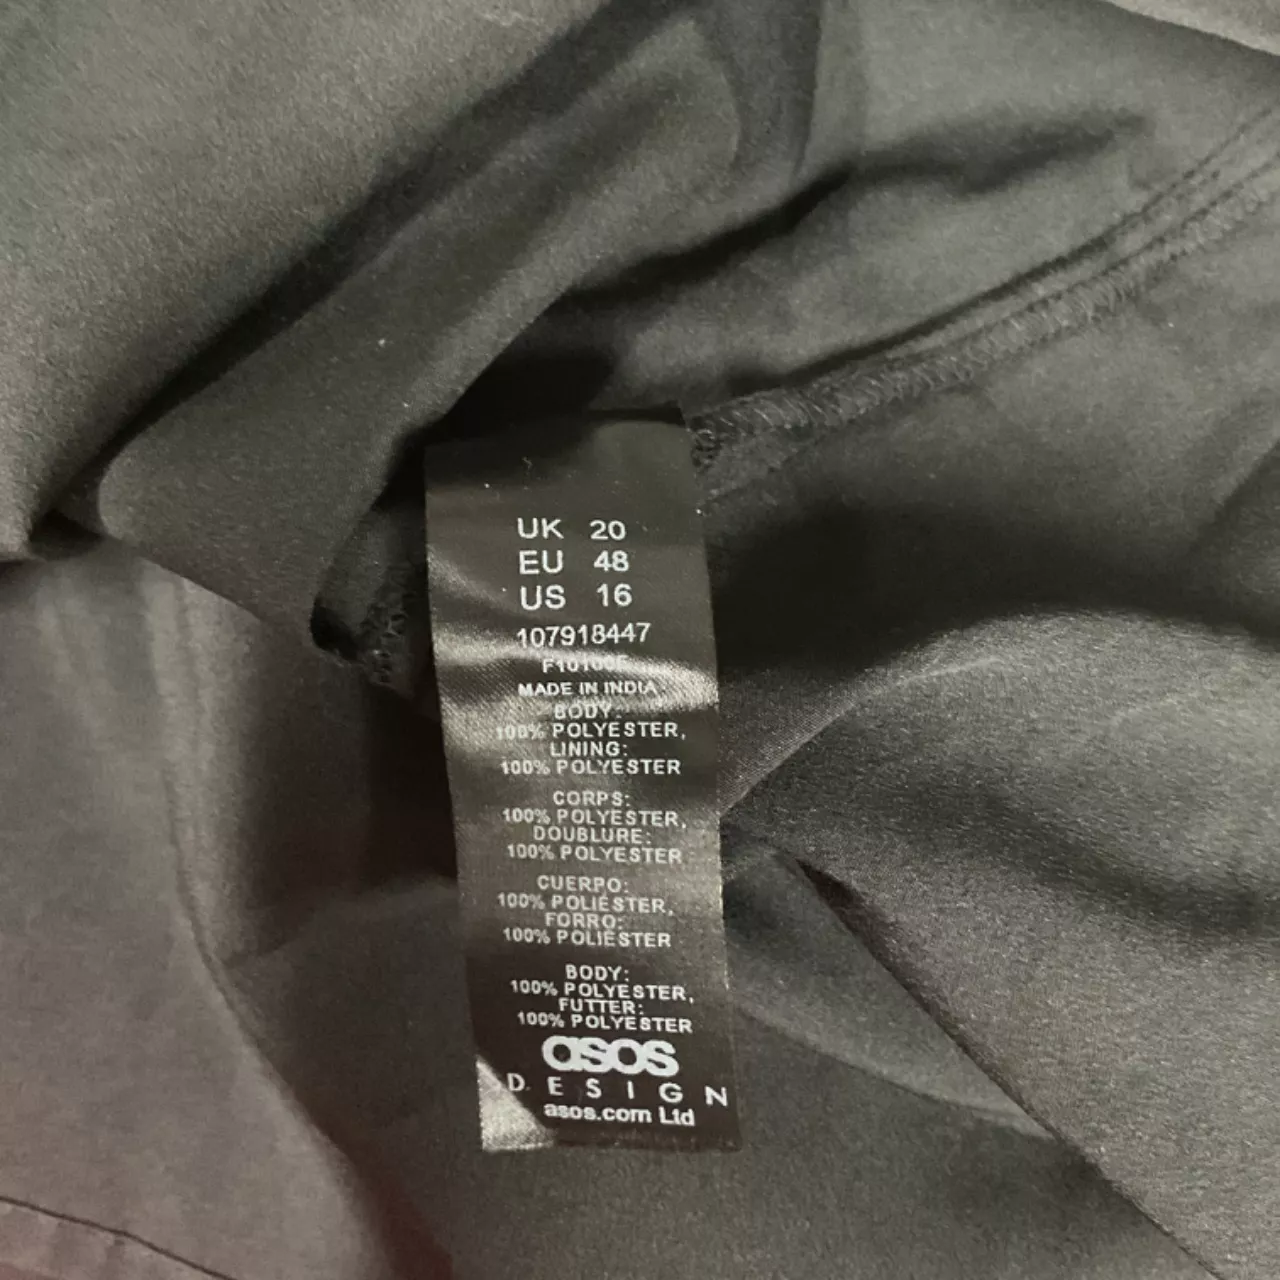 UK 20
EU 48
US 16
107918447
MADE IN INDIA
BODY:
100% POLYESTER,
LINING:
100% POLYESTER
CORPS:
100% POLYESTER,
DOUBLURE:
100% POLYESTER
CUERPO:
100% POLIÉSTER,
FORRO:
100% POLIÉSTER
BODY:
100% POLYESTER,
FUTTER:
100% POLYESTER
asos
DESIGN
asos.com Ltd